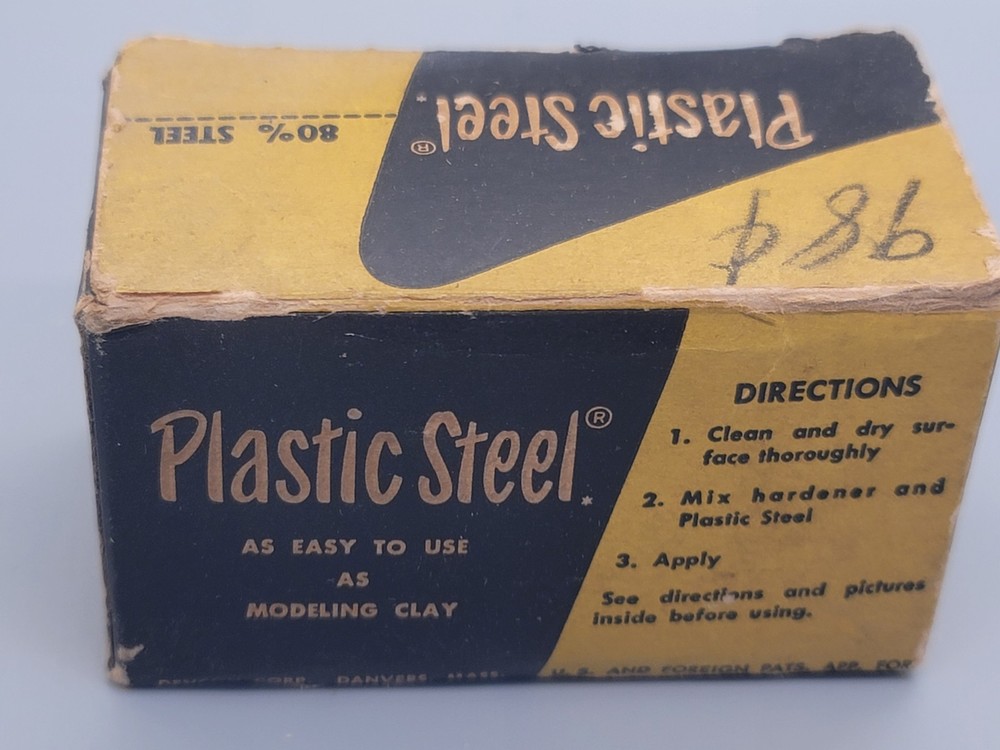 Plastic Steel®.*
80% STEEL
98¢
Plastic Steel®.*
AS EASY TO USE
AS
MODELING CLAY
DIRECTIONS
1. Clean and dry sur-
face thoroughly
2. Mix hardener and
Plastic Steel
3. Apply
See directions and pictures
inside before using.
CORP. DANVERS MASS.
U. S. AND FOREIGN PATS. APP. FOR